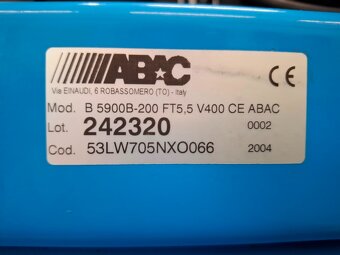 ABAC
Via EINAUDI, 6 ROBASSOMERO (TO) - Italy
CE
Mod. B 5900B-200 FT5,5 V400 CE ABAC
Lot. 242320 0002
Cod. 53LW705NXO066 2004